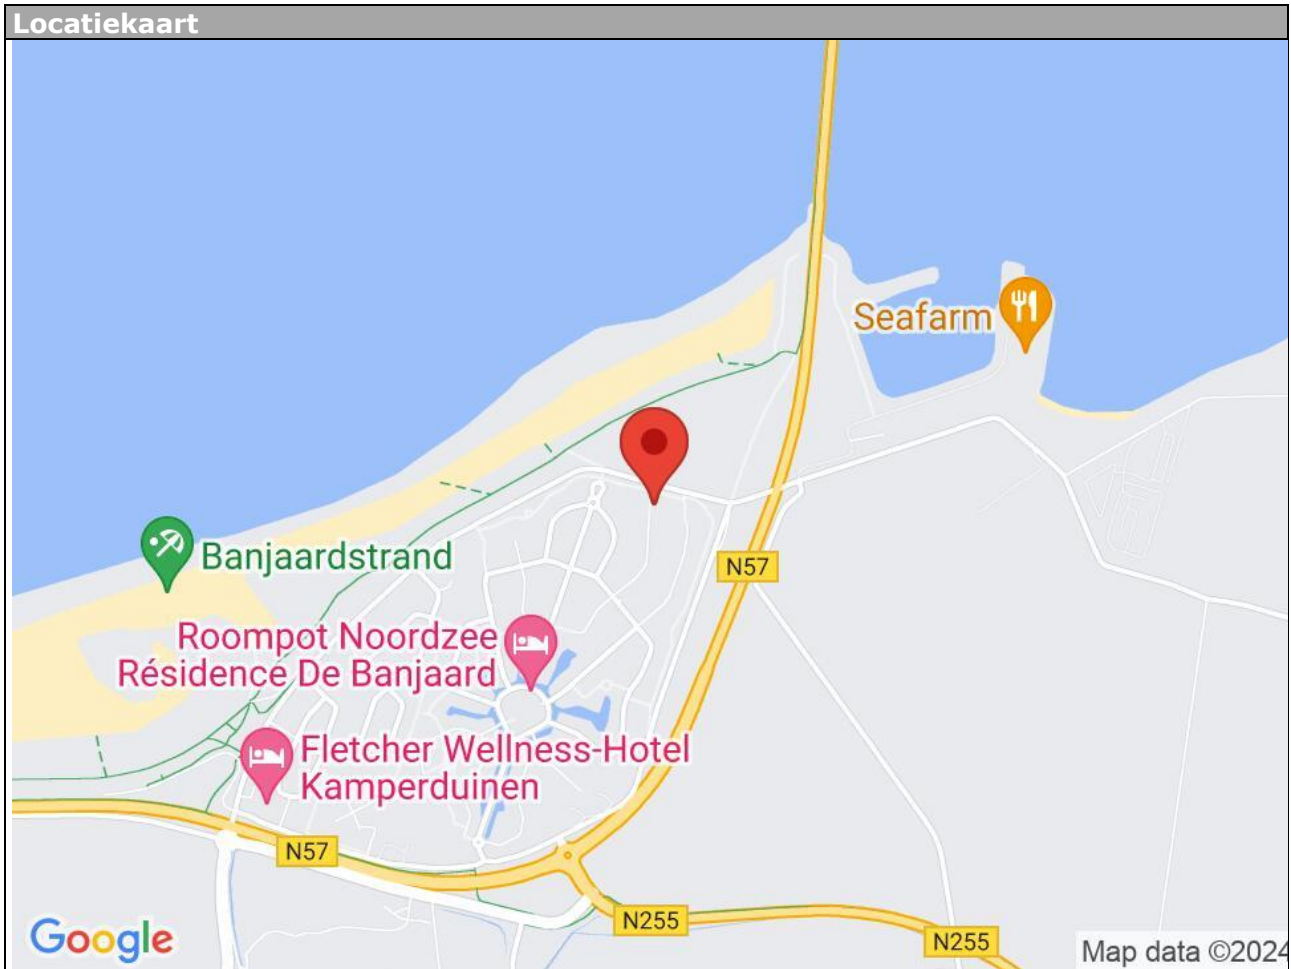 Locatiekaart
Seafarm
Banjaardstrand
N57
Roompot Noordzee
Résidence De Banjaard
Fletcher Wellness-Hotel
Kamperduinen
N57
N255
N255
Google
Map data ©2024